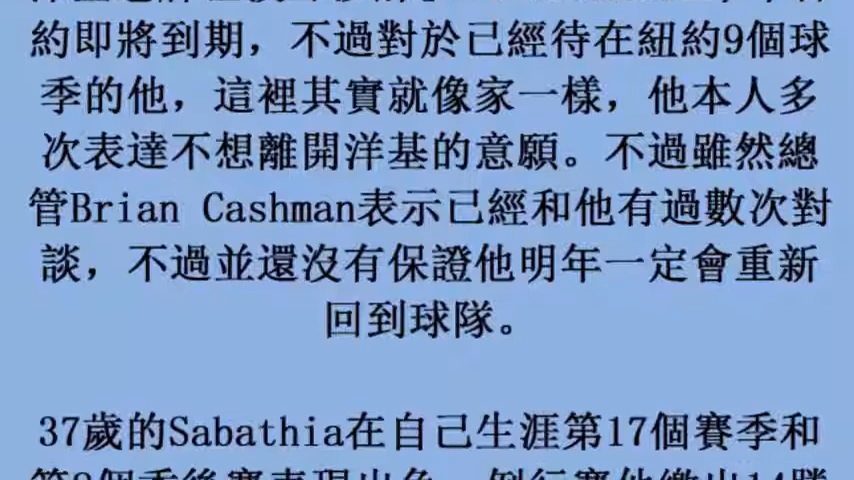 約即將到期，不過對於已經待在紐約9個球
季的他，這裡其實就像家一樣，他本人多
次表達不想離開洋基的意願。不過雖然總
管Brian Cashman表示已經和他有過數次對
談，不過並還沒有保證他明年一定會重新
回到球隊。
37歲的Sabathia在自己生涯第17個賽季和